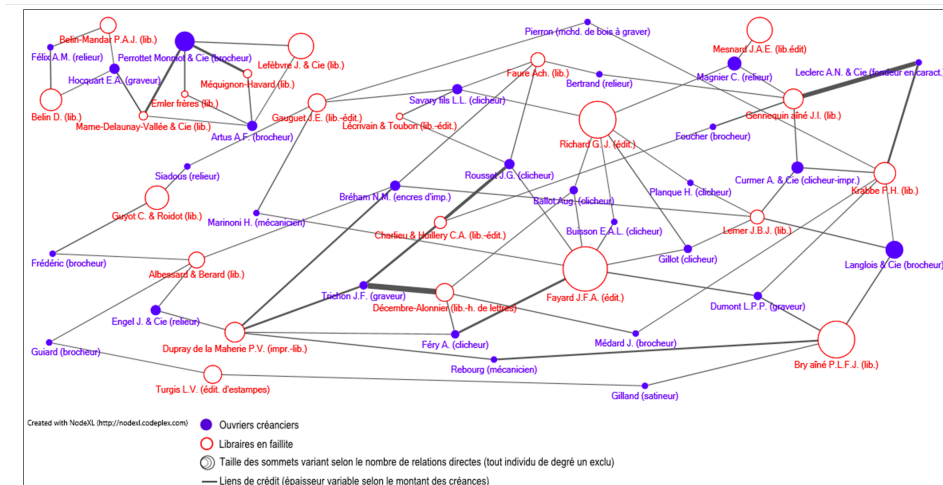 Pierron (mchd. de bois à graver)
Belin-Mandar P.A.J. (lib.)
Mesnard J.A.E. (lib.édit)
Félix A.M. (relieur)
Perrottet Monnot & Cie (brocheur)
Lefèbvre J. & Cie (lib.)
Faure Ach. (lib.)
Leclerc A.N. & Cie (fondeur en caract.)
Hocquart E.A. (graveur)
Méquignon-Havard (lib.)
Bertrand (relieur)
Magnier C. (relieur)
Emler frères (lib.)
Savary fils L.L. (clicheur)
Belin D. (lib.)
Mame-Delaunay-Vallée & Cie (lib.)
Gauguet J.E. (lib.-édit.)
Lécrivain & Toubon (lib.-édit.)
Gennequin aîné J.I. (lib.)
Artus A.F. (brocheur)
Foucher (brocheur)
Richard G. J. (édit.)
Siadous (relieur)
Rousset J.G. (clicheur)
Curmer A. & Cie (clicheur-impr.)
Krabbe P.H. (lib.)
Bréham N.M. (encres d'imp.)
Ballot Aug. (clicheur)
Planque H. (clicheur)
Guyot C. & Roidot (lib.)
Marinoni H. (mécanicien)
Charlieu & Huillery C.A. (lib.-édit.)
Buisson E.A.L. (clicheur)
Lemer J.B.J. (lib.)
Frédéric (brocheur)
Albessard & Berard (lib.)
Gillot (clicheur)
Langlois & Cie (brocheur)
Trichon J.F. (graveur)
Fayard J.F.A. (édit.)
Décembre-Alonnier (lib.-h. de lettres)
Dumont L.P.P. (graveur)
Engel J. & Cie (relieur)
Dupray de la Maherie P.V. (impr.-lib.)
Féry A. (clicheur)
Médard J. (brocheur)
Guiard (brocheur)
Rebourg (mécanicien)
Bry aîné P.L.F.J. (lib.)
Turgis L.V. (édit. d'estampes)
Gilland (satineur)
Created with NodeXL (http://nodexl.codeplex.com)
Ouvriers créanciers
Libraires en faillite
Taille des sommets variant selon le nombre de relations directes (tout individu de degré un exclu)
Liens de crédit (épaisseur variable selon le montant des créances)